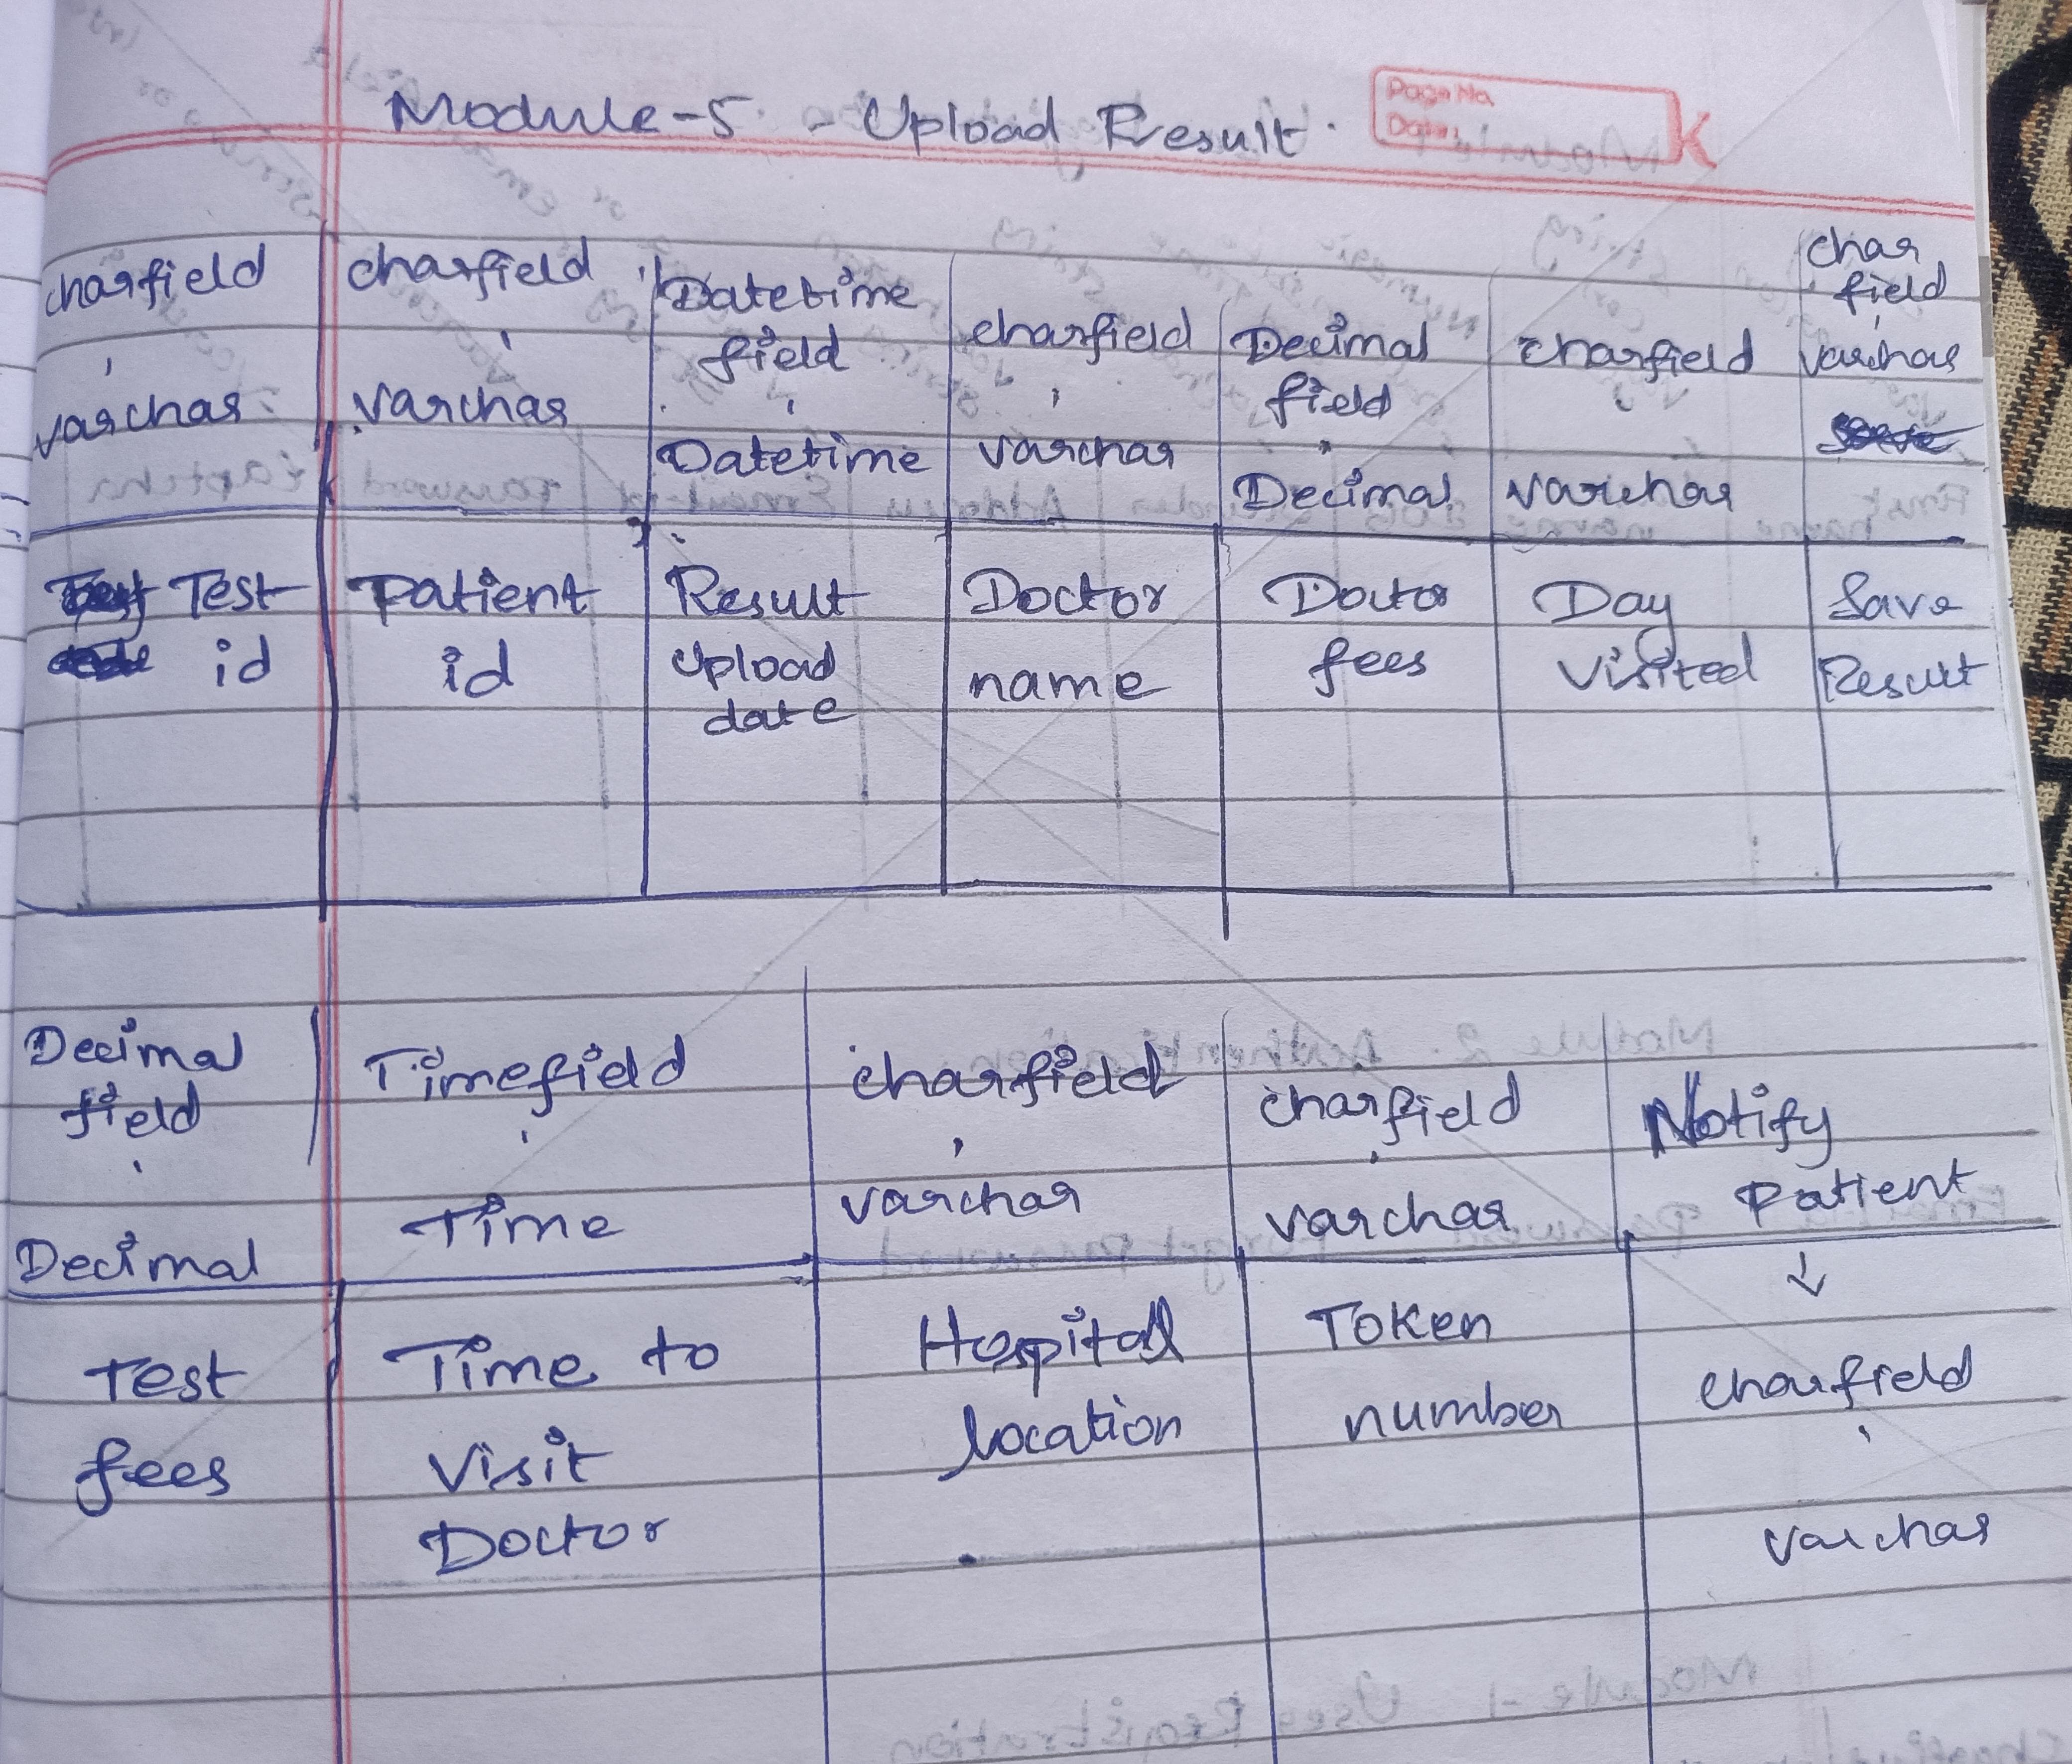 Module-5 - Upload Result.
Page No.
Date:
K
charfield
,
varchar
charfield
,
varchar
Datetime
field
,
Datetime
charfield
,
varchar
Decimal
field
,
Decimal
charfield
,
varchar
char
field
,
varchar
Test
id
Patient
id
Result
Upload
date
Doctor
name
Doctor
fees
Day
Visited
Save
Result
Decimal
field
,
Decimal
Timefield
,
Time
charfield
,
varchar
charfield
,
varchar
Notify
Patient
↓
charfield
,
varchar
Test
fees
Time to
Visit
Doctor
Hospital
location
Token
number